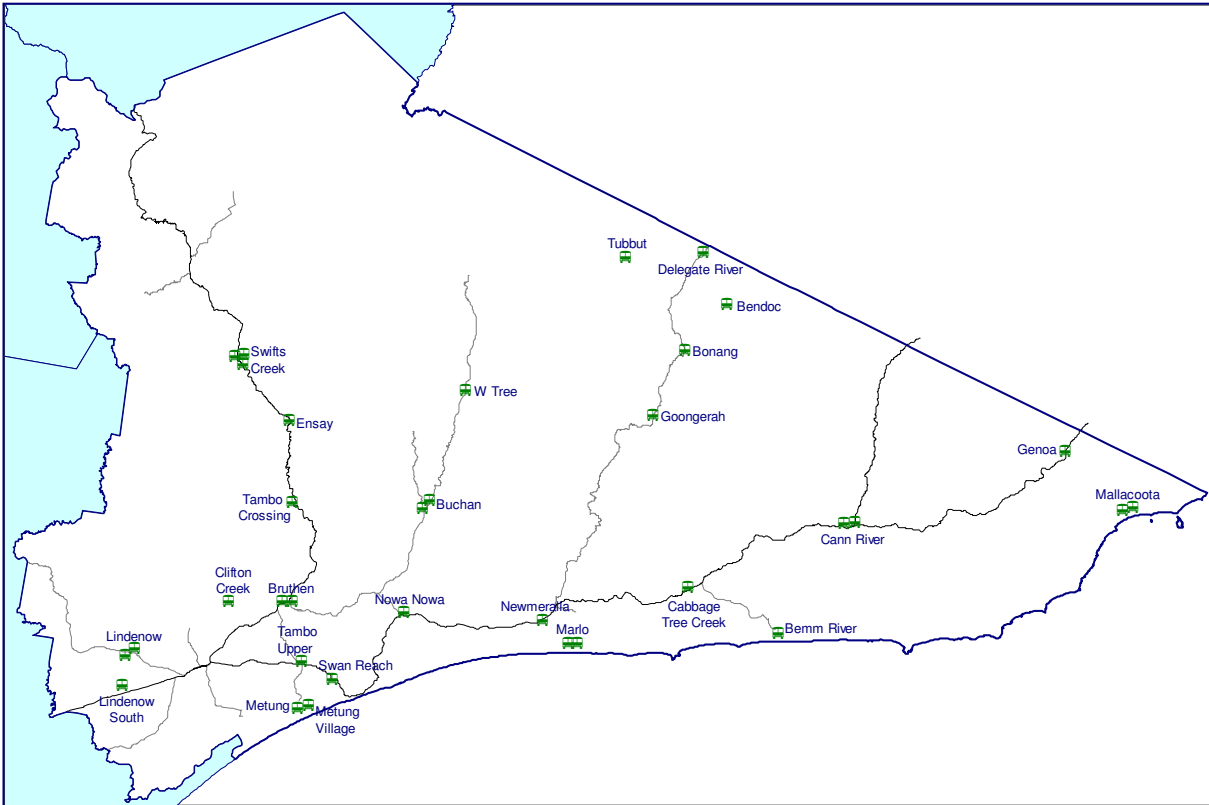 Tubbut
Delegate River
Bendoc
Swifts
Creek
Bonang
W Tree
Ensay
Goongerah
Genoa
Tambo
Crossing
Buchan
Mallacoota
Cann River
Clifton
Creek
Bruthen
Nowa Nowa
Newmeralla
Cabbage
Tree Creek
Lindenow
Tambo
Upper
Marlo
Bemm River
Swan Reach
Lindenow
South
Metung
Metung
Village